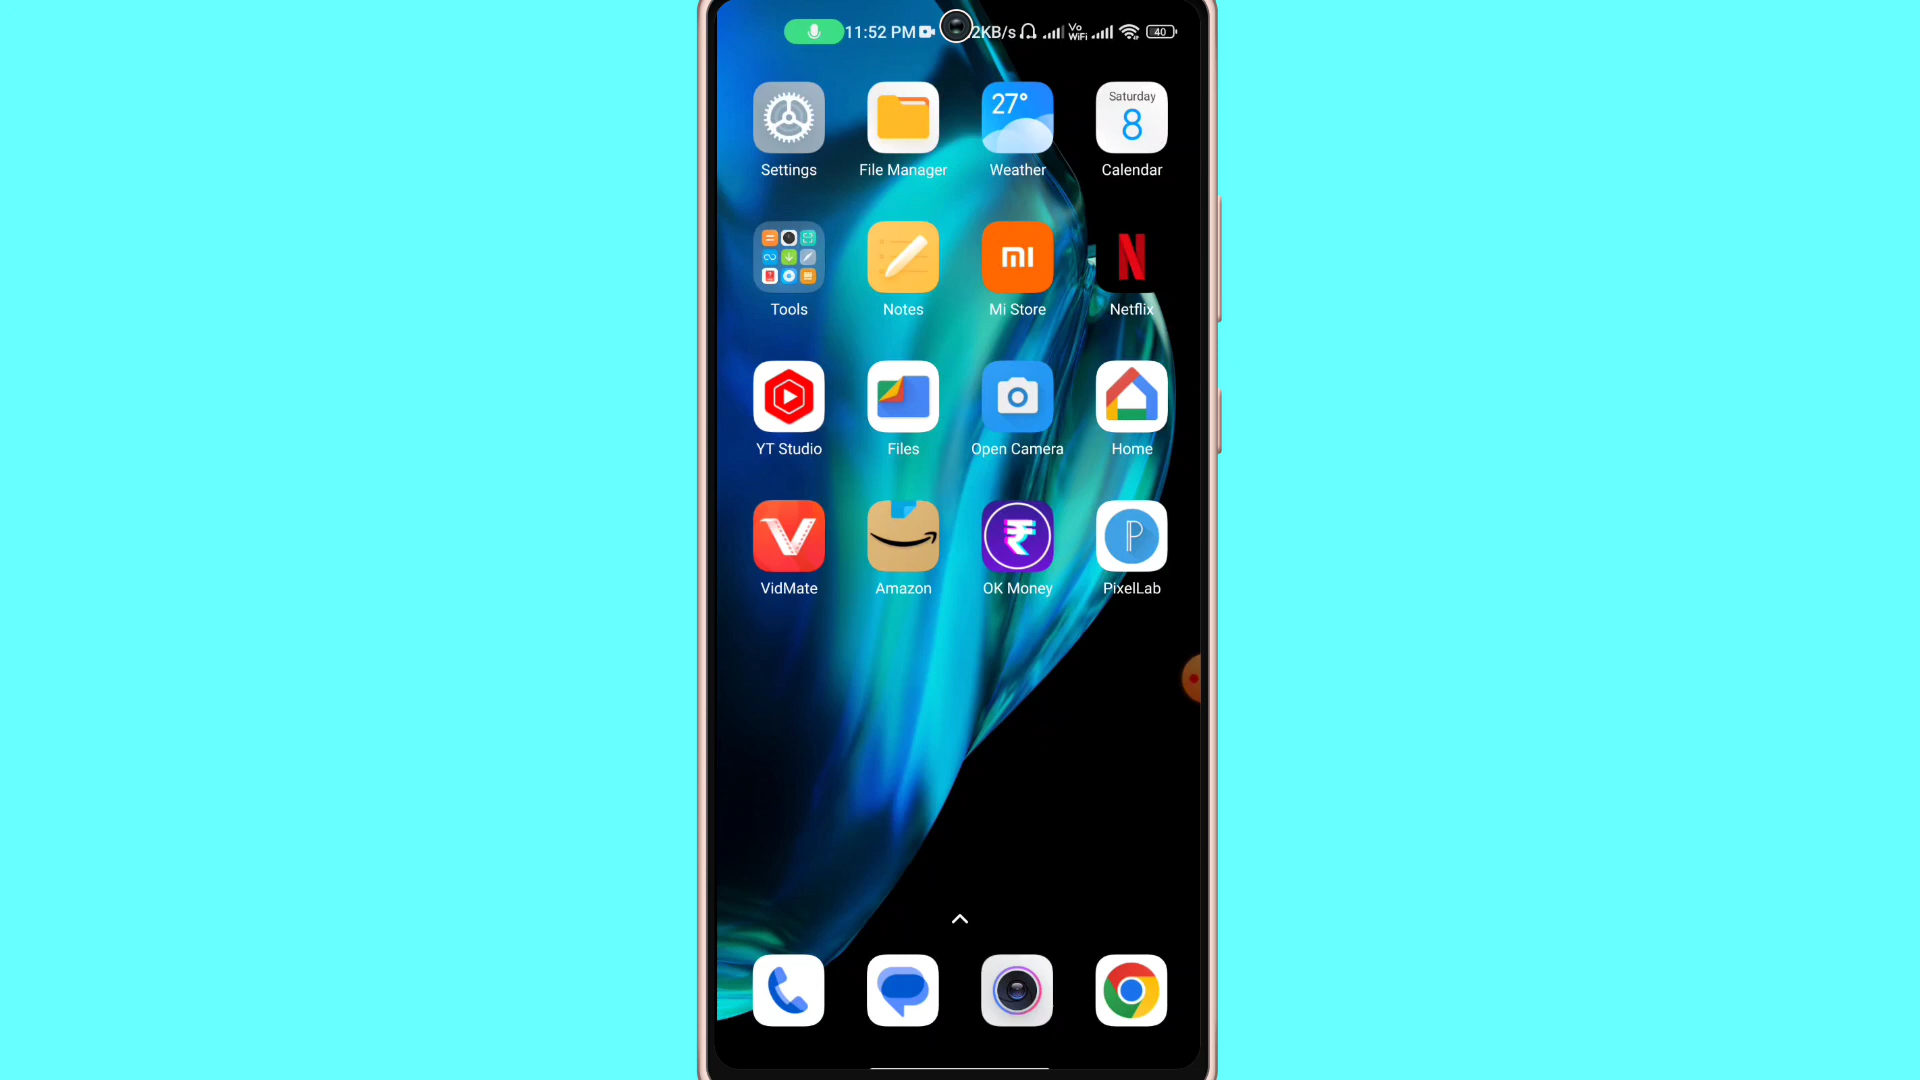 11:52 PM 2KB/s Vo WiFi 40
27° Saturday 8
Settings File Manager Weather Calendar
mi N
Tools Notes Mi Store Netflix
YT Studio Files Open Camera Home
V ₹ P
VidMate Amazon OK Money PixelLab